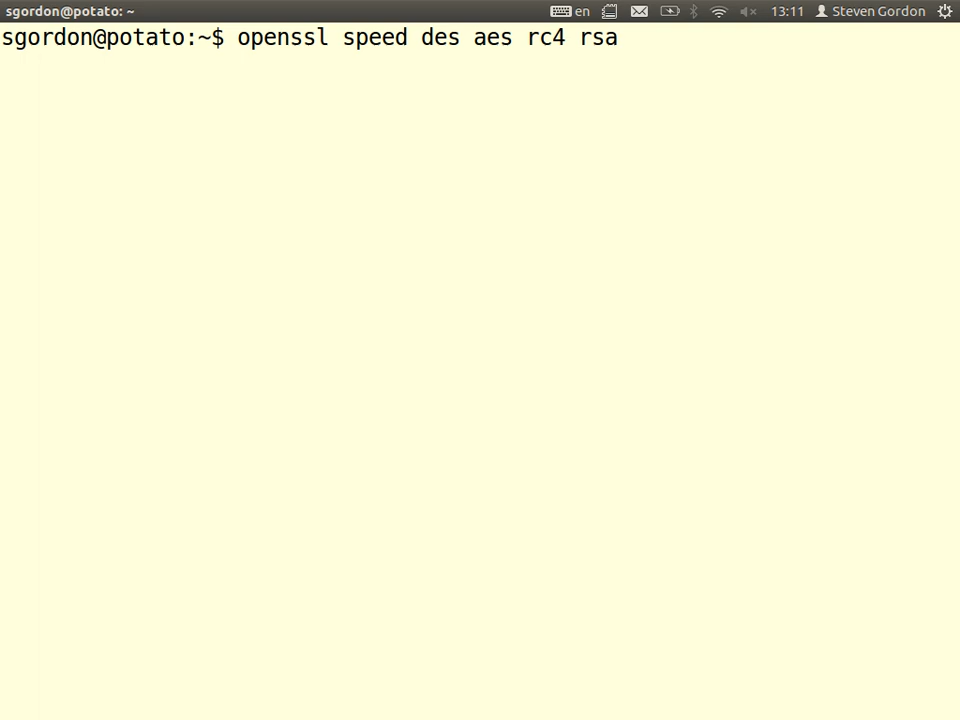 sgordon@potato: ~ en 13:11 Steven Gordon
sgordon@potato:~$ openssl speed des aes rc4 rsa